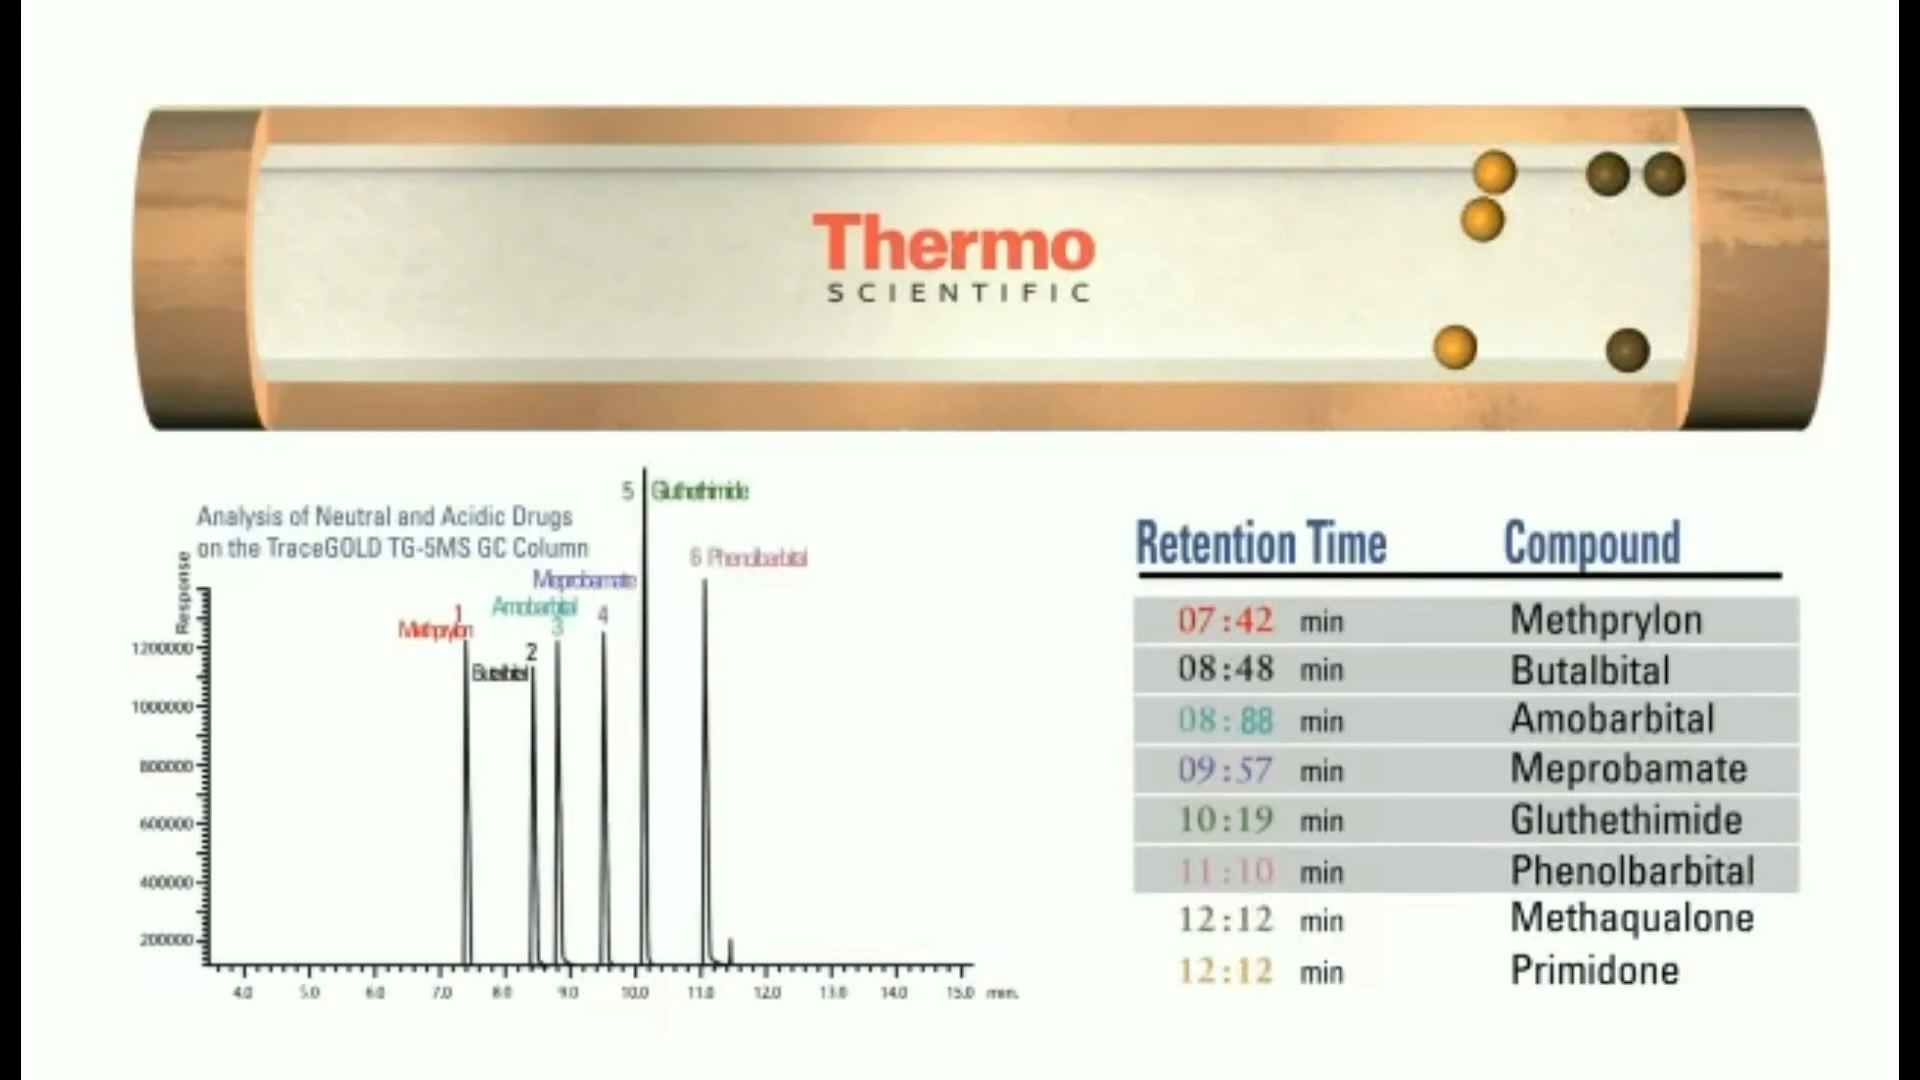 Thermo
SCIENTIFIC
Analysis of Neutral and Acidic Drugs
on the TraceGOLD TG-5MS GC Column
Response
5 Gluthethimide
6 Phenolbarbital
Meprobamate
Amobarbital
1
Methprylon
3
4
2
Butalbital
1200000
1000000
800000
600000
400000
200000
4.0 5.0 6.0 7.0 8.0 9.0 10.0 11.0 12.0 13.0 14.0 15.0 min.
Retention Time Compound
07:42 min Methprylon
08:48 min Butalbital
08:88 min Amobarbital
09:57 min Meprobamate
10:19 min Gluthethimide
11:10 min Phenolbarbital
12:12 min Methaqualone
12:12 min Primidone